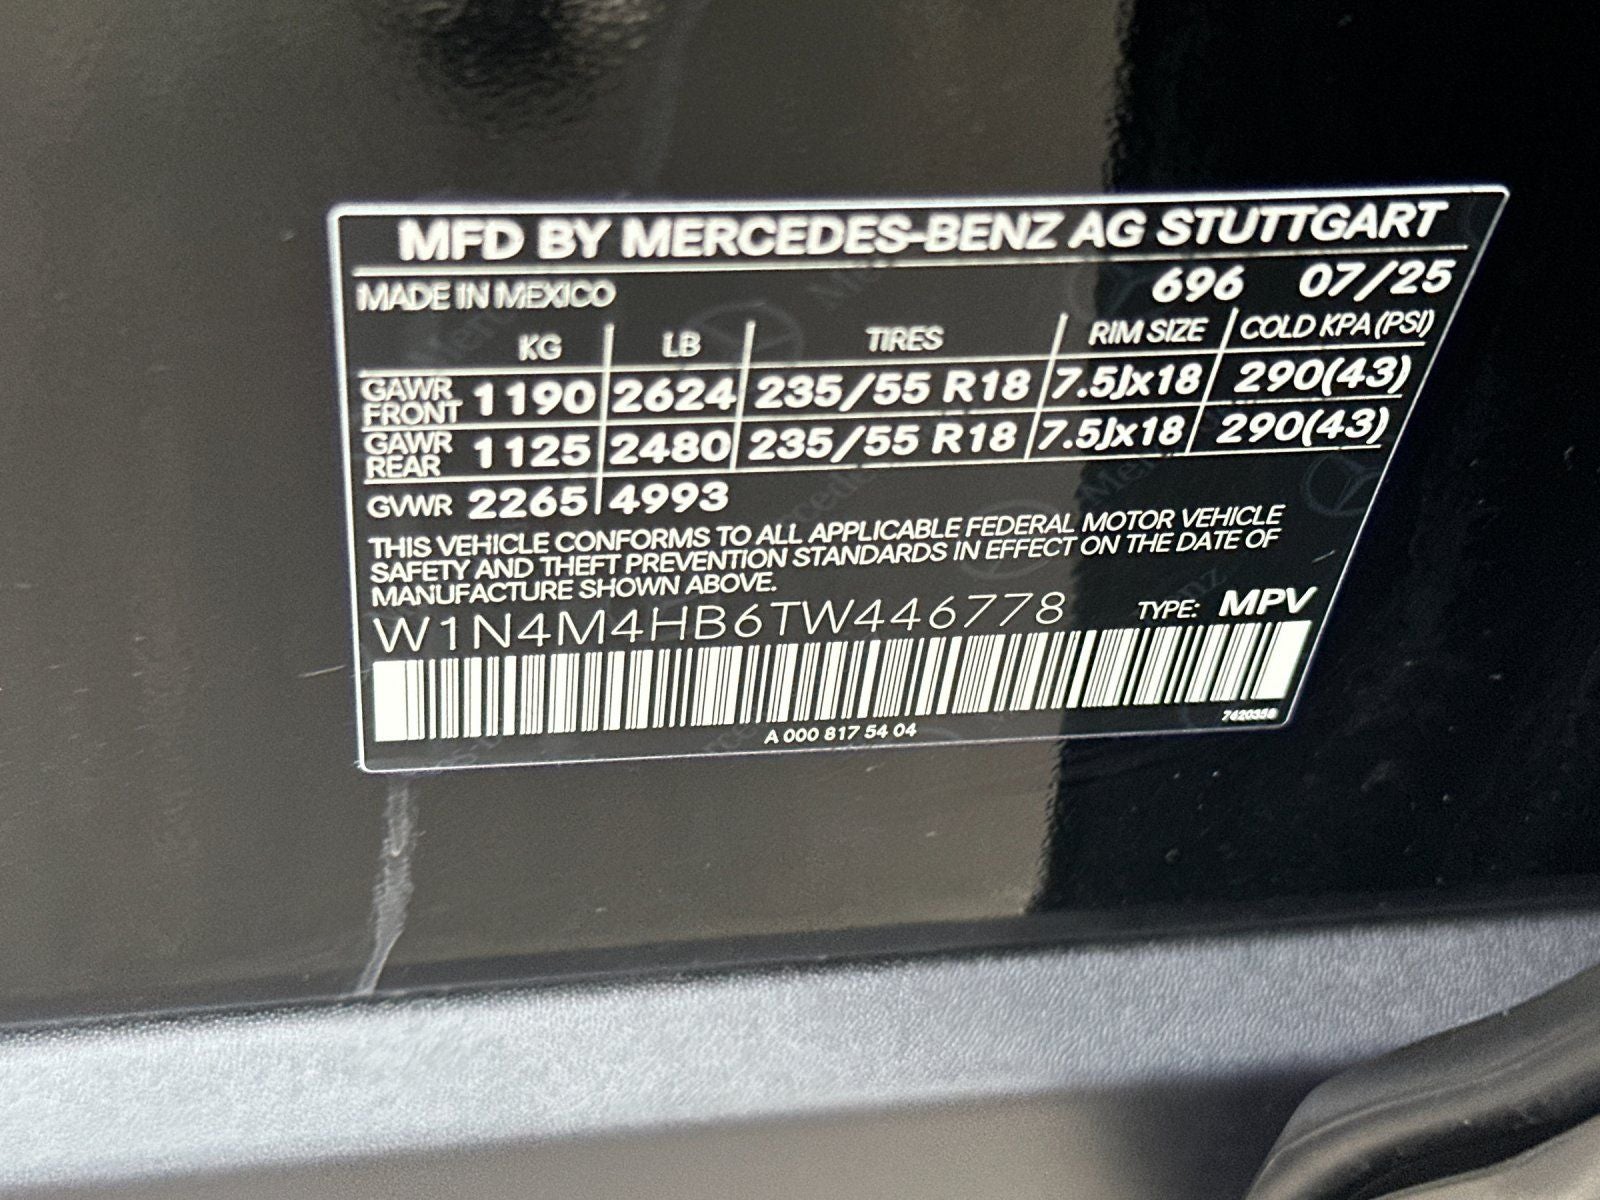 MFD BY MERCEDES-BENZ AG STUTTGART
MADE IN MEXICO 696 07/25
KG LB TIRES RIM SIZE COLD KPA (PSI)
GAWR FRONT 1190 2624 235/55 R18 7.5Jx18 290(43)
GAWR REAR 1125 2480 235/55 R18 7.5Jx18 290(43)
GVWR 2265 4993
THIS VEHICLE CONFORMS TO ALL APPLICABLE FEDERAL MOTOR VEHICLE
SAFETY AND THEFT PREVENTION STANDARDS IN EFFECT ON THE DATE OF
MANUFACTURE SHOWN ABOVE.
W1N4M4HB6TW446778 TYPE: MPV
A 000 817 54 04 7420358